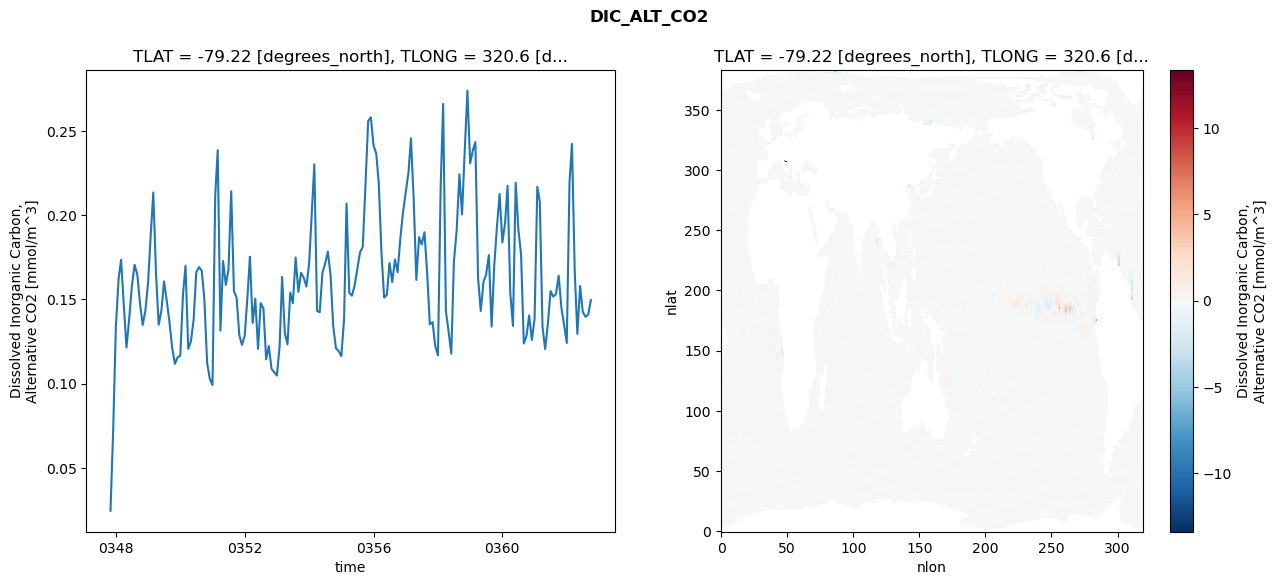 DIC_ALT_CO2
TLAT = -79.22 [degrees_north], TLONG = 320.6 [d...
Dissolved Inorganic Carbon,
Alternative CO2 [mmol/m^3]
0.25
0.20
0.15
0.10
0.05
0348
0352
0356
0360
time
TLAT = -79.22 [degrees_north], TLONG = 320.6 [d...
nlat
350
300
250
200
150
100
50
0
0
50
100
150
200
250
300
nlon
10
5
0
−5
−10
Dissolved Inorganic Carbon,
Alternative CO2 [mmol/m^3]